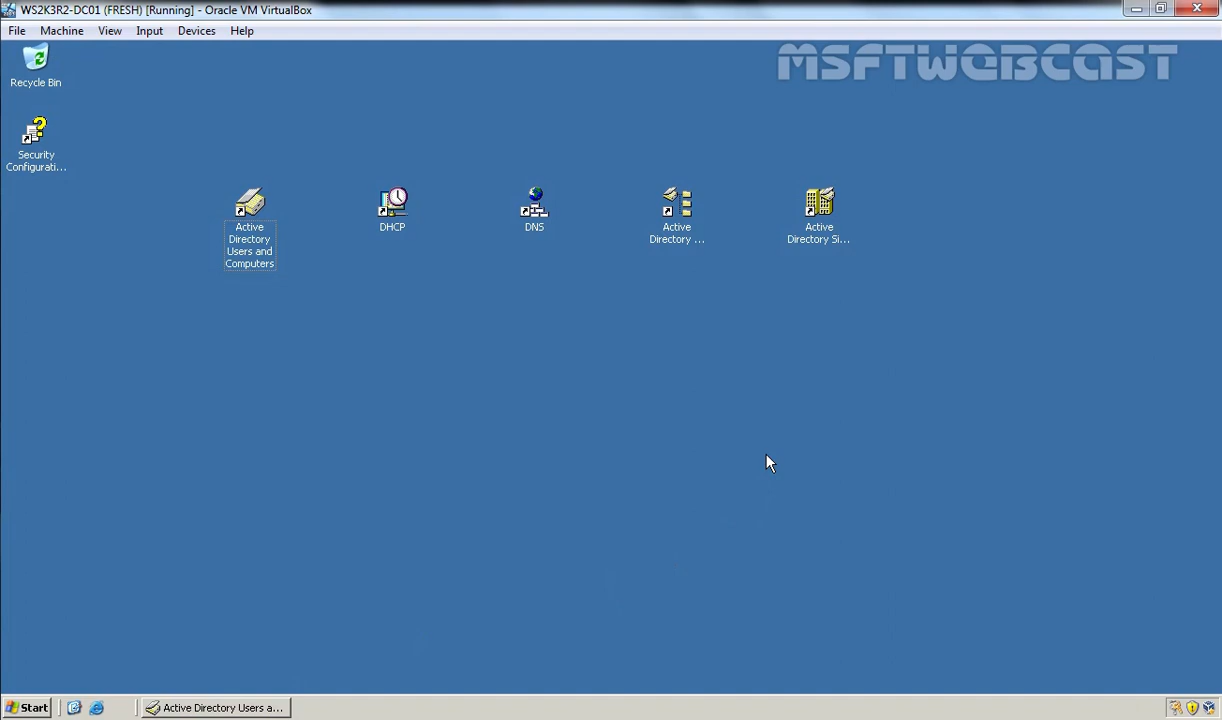 WS2K3R2-DC01 (FRESH) [Running] - Oracle VM VirtualBox
File Machine View Input Devices Help
MSFTWEBCAST
Recycle Bin
Security
Configurati...
Active
Directory
Users and
Computers
DHCP
DNS
Active
Directory ...
Active
Directory Si...
Start
Active Directory Users a...